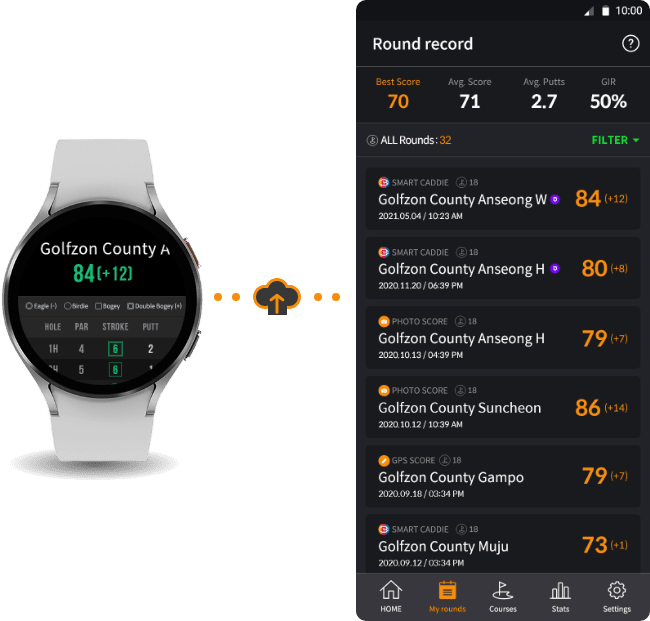 Golfzon County A
84(+12)
Eagle(-) Birdie Bogey Double Bogey(+)
HOLE PAR STROKE PUTT
1H 4 6 2
5 6
10:00
Round record
?
Best Score Avg. Score Avg. Putts GIR
70 71 2.7 50%
ALL Rounds : 32 FILTER
SMART CADDIE 18
Golfzon County Anseong W D 84 (+12)
2021.05.04 / 10:23 AM
SMART CADDIE 18
Golfzon County Anseong H D 80 (+8)
2020.11.20 / 06:39 PM
PHOTO SCORE 18
Golfzon County Anseong H 79 (+7)
2020.10.13 / 04:39 PM
PHOTO SCORE 18
Golfzon County Suncheon 86 (+14)
2020.10.12 / 10:39 AM
GPS SCORE 18
Golfzon County Gampo 79 (+7)
2020.09.18 / 03:34 PM
SMART CADDIE 18
Golfzon County Muju 73 (+1)
2020.09.12 / 03:34 PM
HOME My rounds Courses Stats Settings